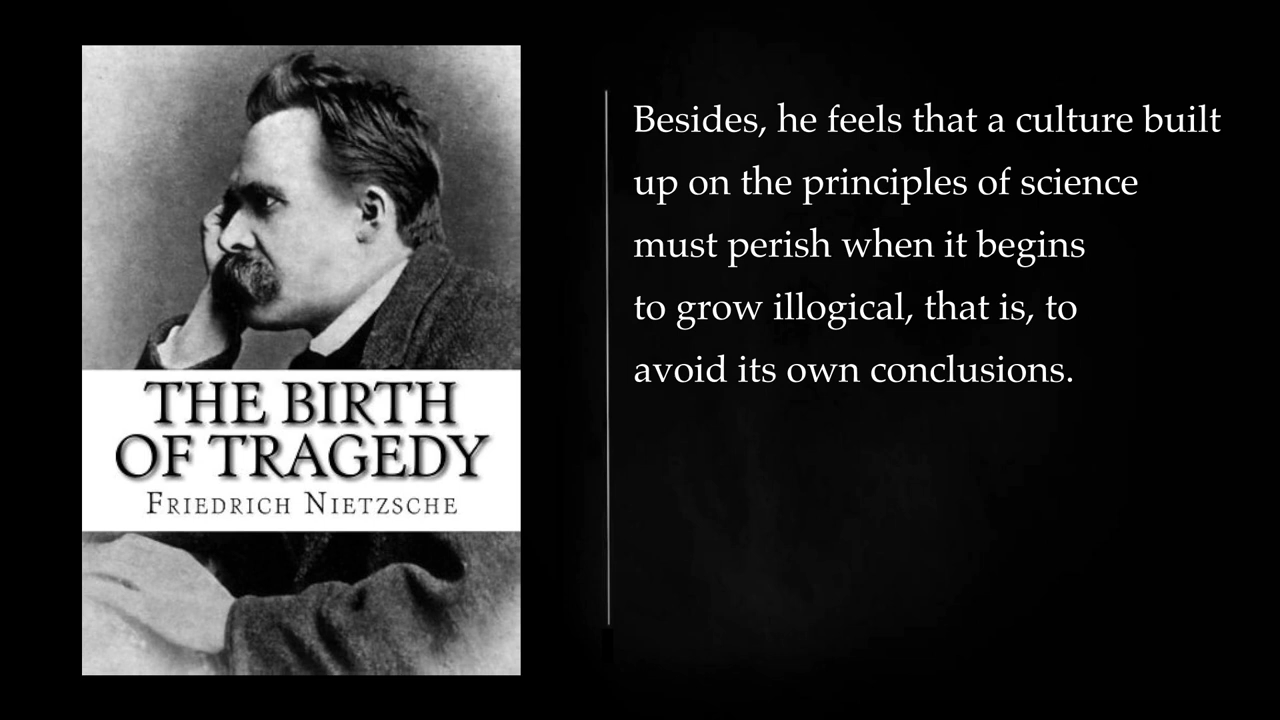 THE BIRTH
OF TRAGEDY
FRIEDRICH NIETZSCHE
Besides, he feels that a culture built
up on the principles of science
must perish when it begins
to grow illogical, that is, to
avoid its own conclusions.